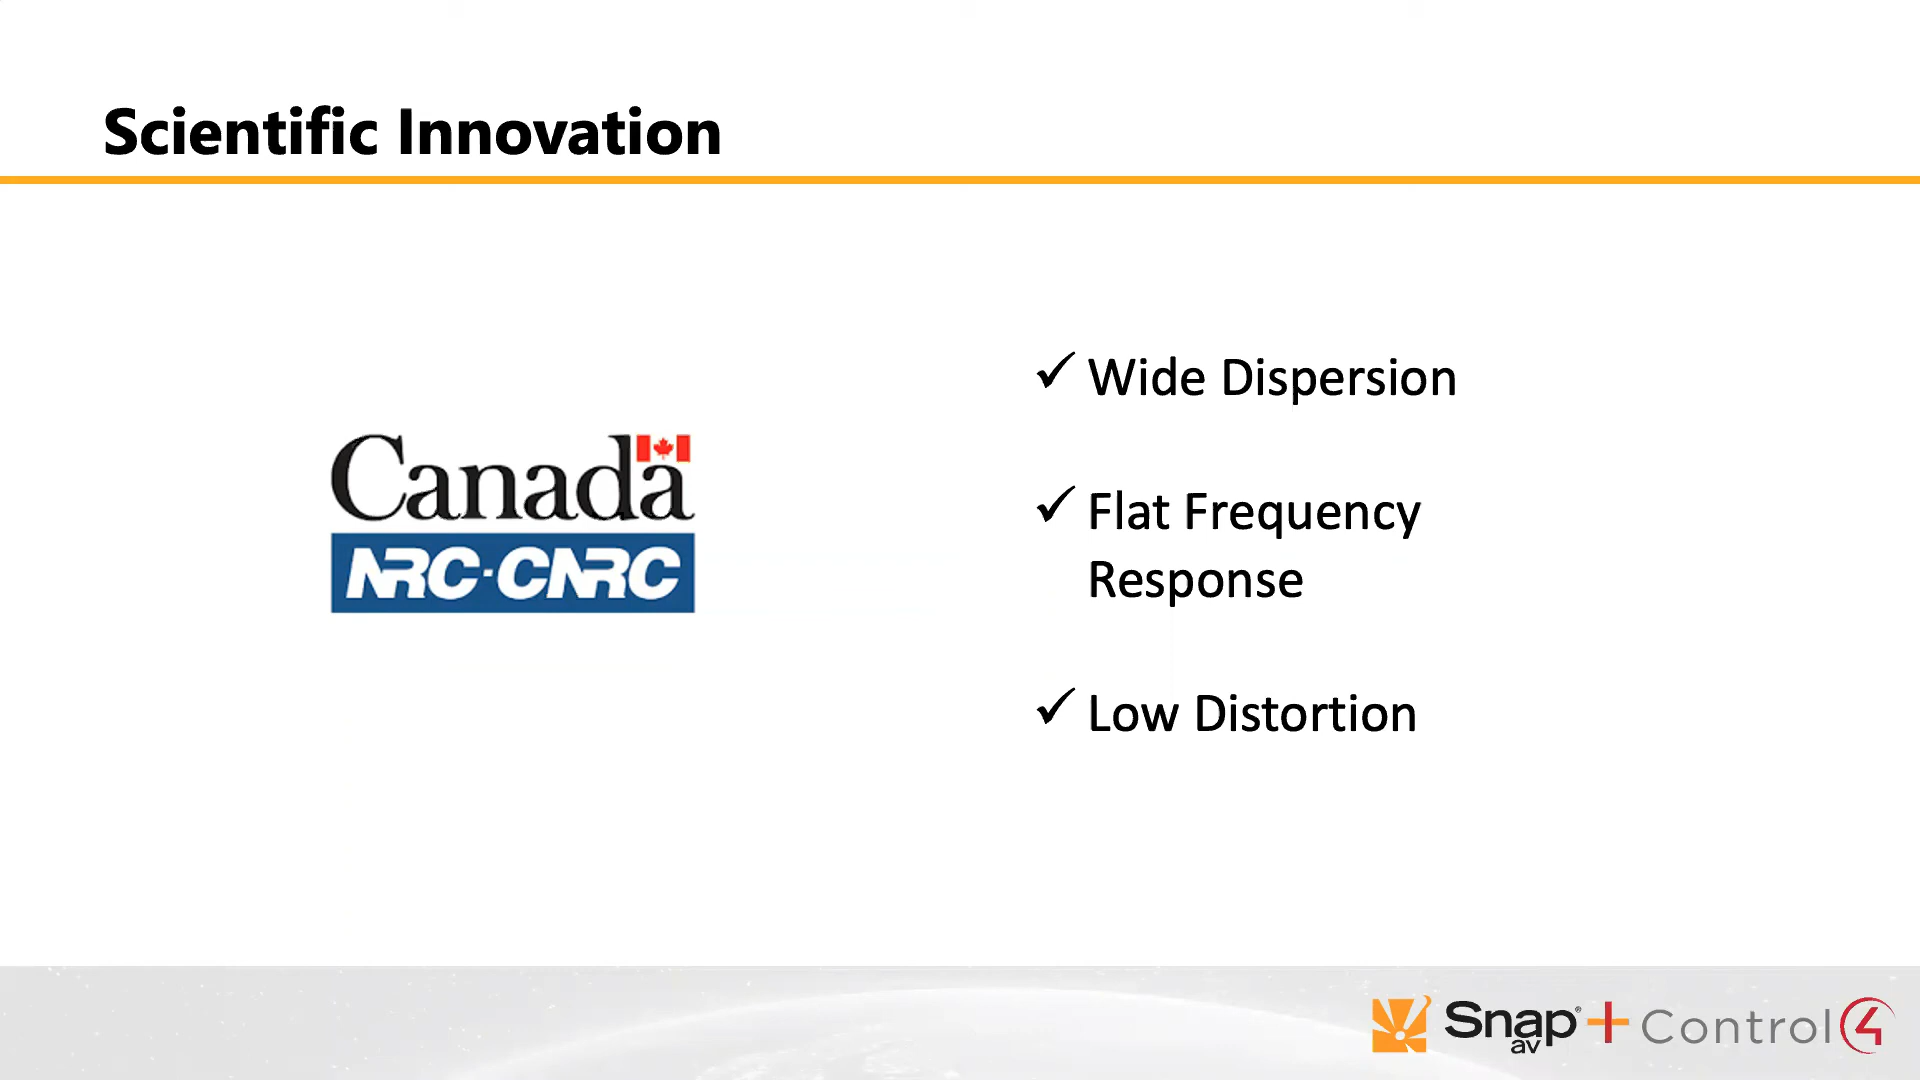 Scientific Innovation
Canada
NRC-CNRC
✓ Wide Dispersion
✓ Flat Frequency
Response
✓ Low Distortion
Snap® + Control4
av